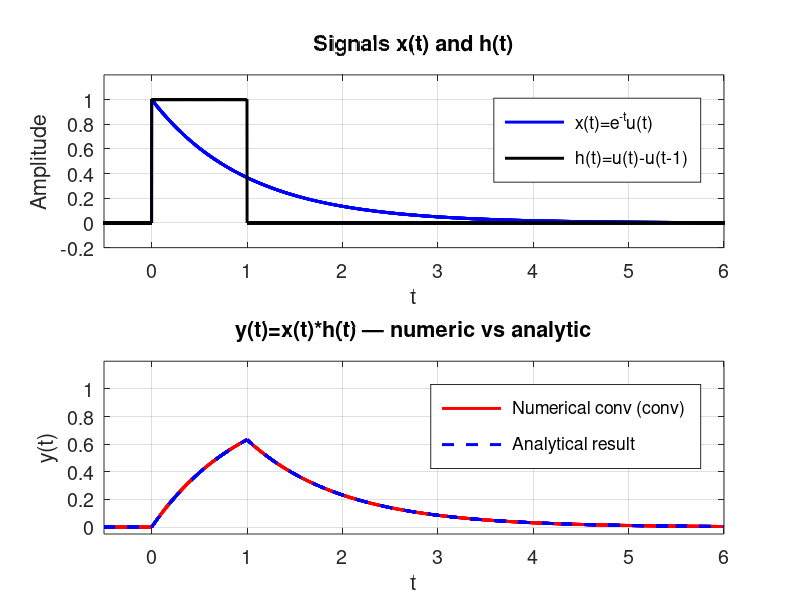 Signals x(t) and h(t)
Amplitude
1
0.8
0.6
0.4
0.2
0
-0.2
x(t)=e^-t u(t)
h(t)=u(t)-u(t-1)
0 1 2 3 4 5 6
t
y(t)=x(t)*h(t) — numeric vs analytic
y(t)
1
0.8
0.6
0.4
0.2
0
Numerical conv (conv)
Analytical result
0 1 2 3 4 5 6
t